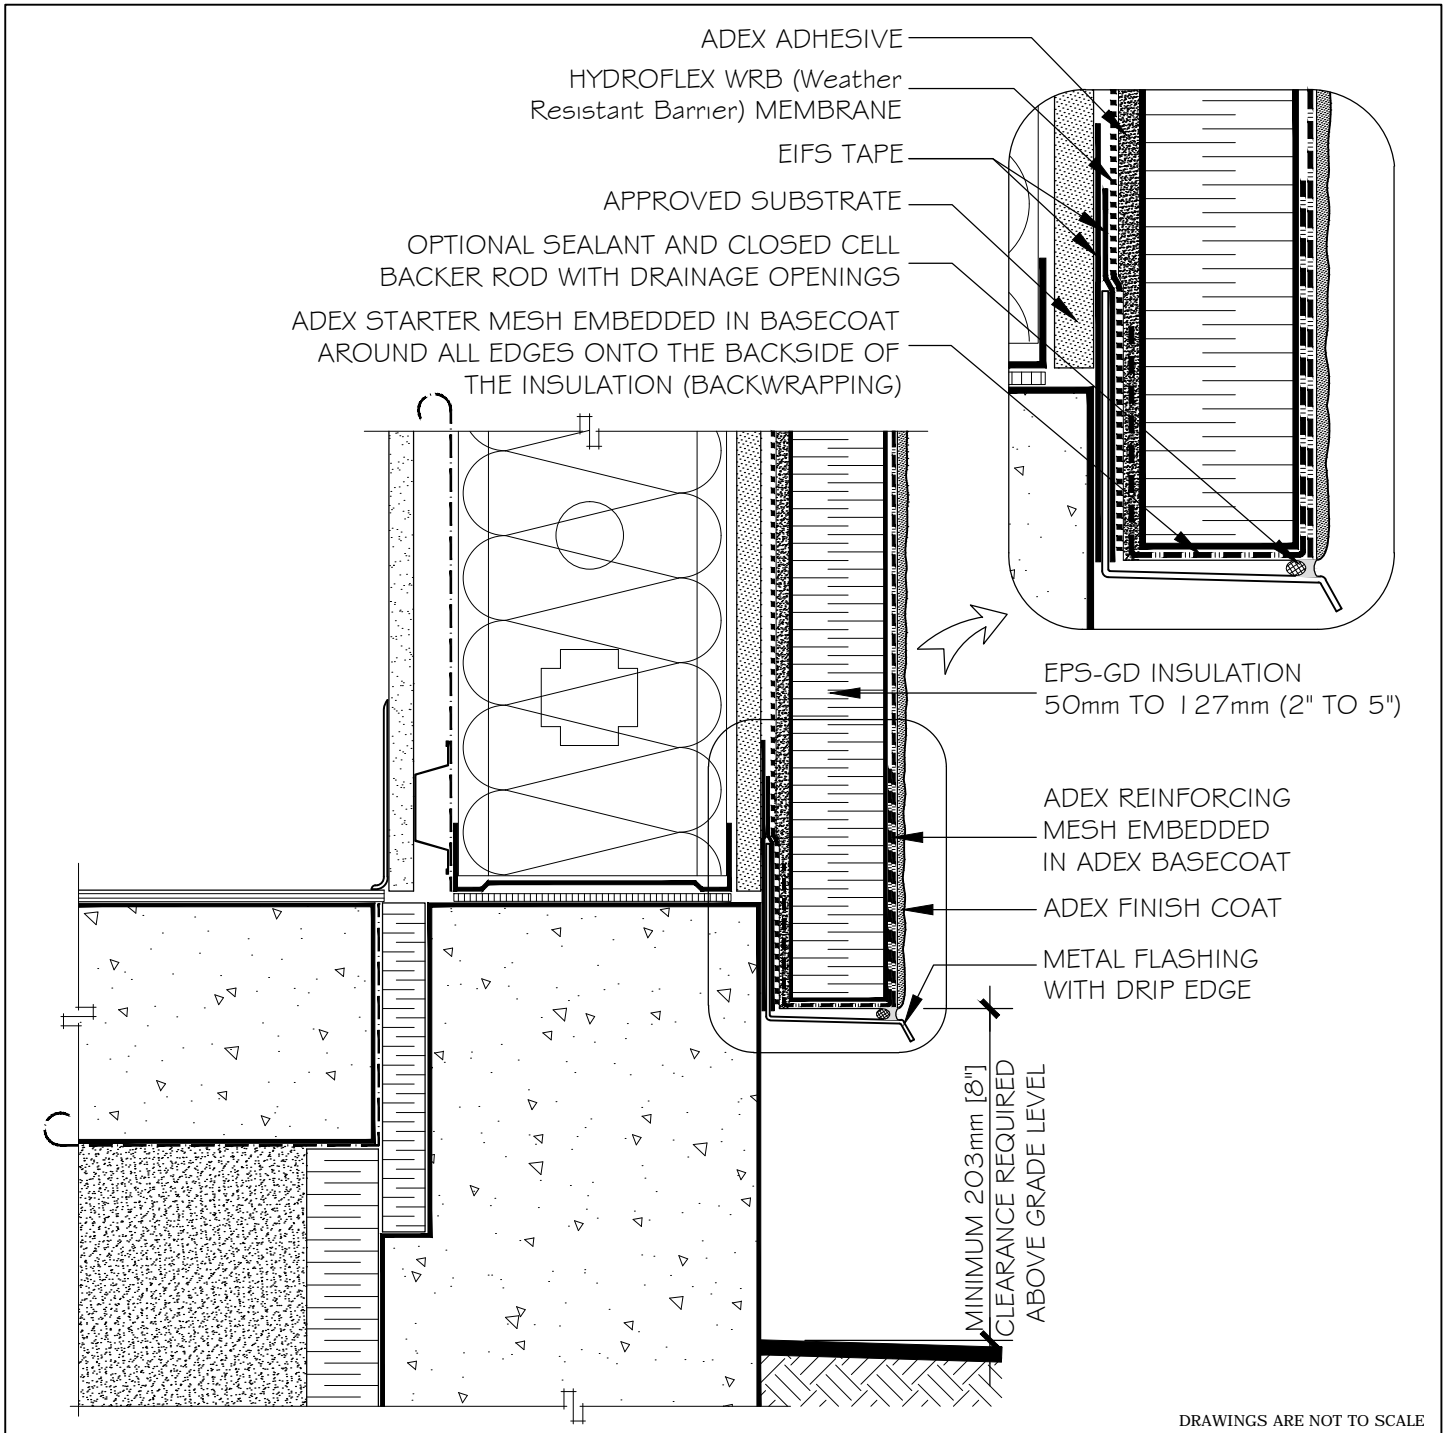 ADEX ADHESIVE
HYDROFLEX WRB (Weather
Resistant Barrier) MEMBRANE
EIFS TAPE
APPROVED SUBSTRATE
OPTIONAL SEALANT AND CLOSED CELL
BACKER ROD WITH DRAINAGE OPENINGS
ADEX STARTER MESH EMBEDDED IN BASECOAT
AROUND ALL EDGES ONTO THE BACKSIDE OF
THE INSULATION (BACKWRAPPING)
EPS-GD INSULATION
50mm TO 127mm (2" TO 5")
ADEX REINFORCING
MESH EMBEDDED
IN ADEX BASECOAT
ADEX FINISH COAT
METAL FLASHING
WITH DRIP EDGE
MINIMUM 203mm [8"]
CLEARANCE REQUIRED
ABOVE GRADE LEVEL
DRAWINGS ARE NOT TO SCALE